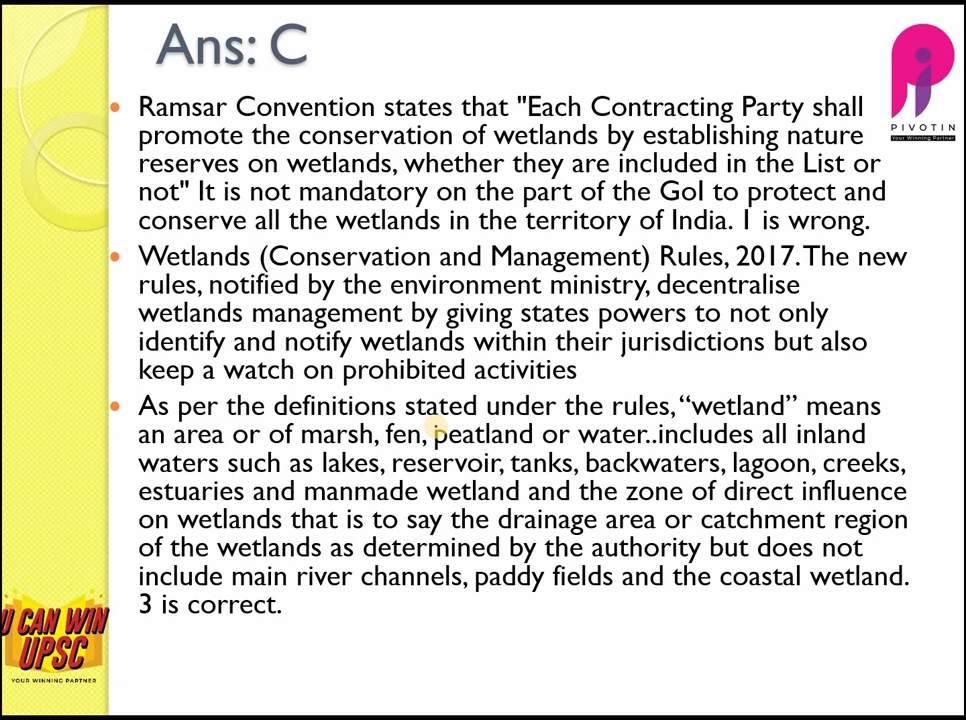 Ans: C
PIVOTIN
Your Winning Partner
Ramsar Convention states that "Each Contracting Party shall
promote the conservation of wetlands by establishing nature
reserves on wetlands, whether they are included in the List or
not" It is not mandatory on the part of the GoI to protect and
conserve all the wetlands in the territory of India. 1 is wrong.
Wetlands (Conservation and Management) Rules, 2017. The new
rules, notified by the environment ministry, decentralise
wetlands management by giving states powers to not only
identify and notify wetlands within their jurisdictions but also
keep a watch on prohibited activities
As per the definitions stated under the rules, “wetland” means
an area or of marsh, fen, peatland or water..includes all inland
waters such as lakes, reservoir, tanks, backwaters, lagoon, creeks,
estuaries and manmade wetland and the zone of direct influence
on wetlands that is to say the drainage area or catchment region
of the wetlands as determined by the authority but does not
include main river channels, paddy fields and the coastal wetland.
3 is correct.
U CAN WIN
UPSC
YOUR WINNING PARTNER